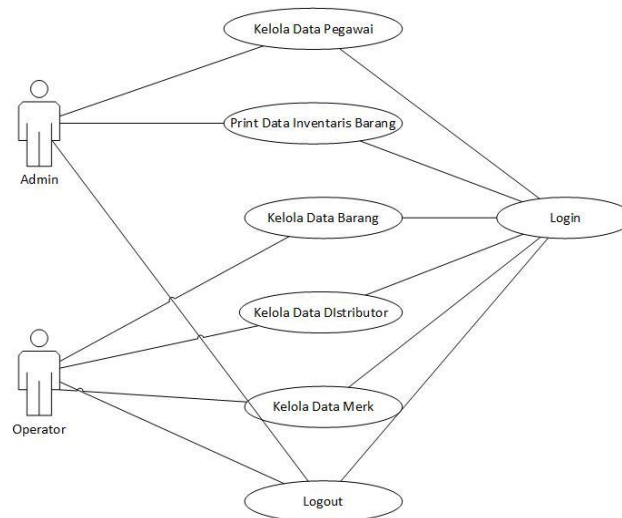 Kelola Data Pegawai
Admin
Print Data Inventaris Barang
Kelola Data Barang
Login
Kelola Data DIstributor
Operator
Kelola Data Merk
Logout